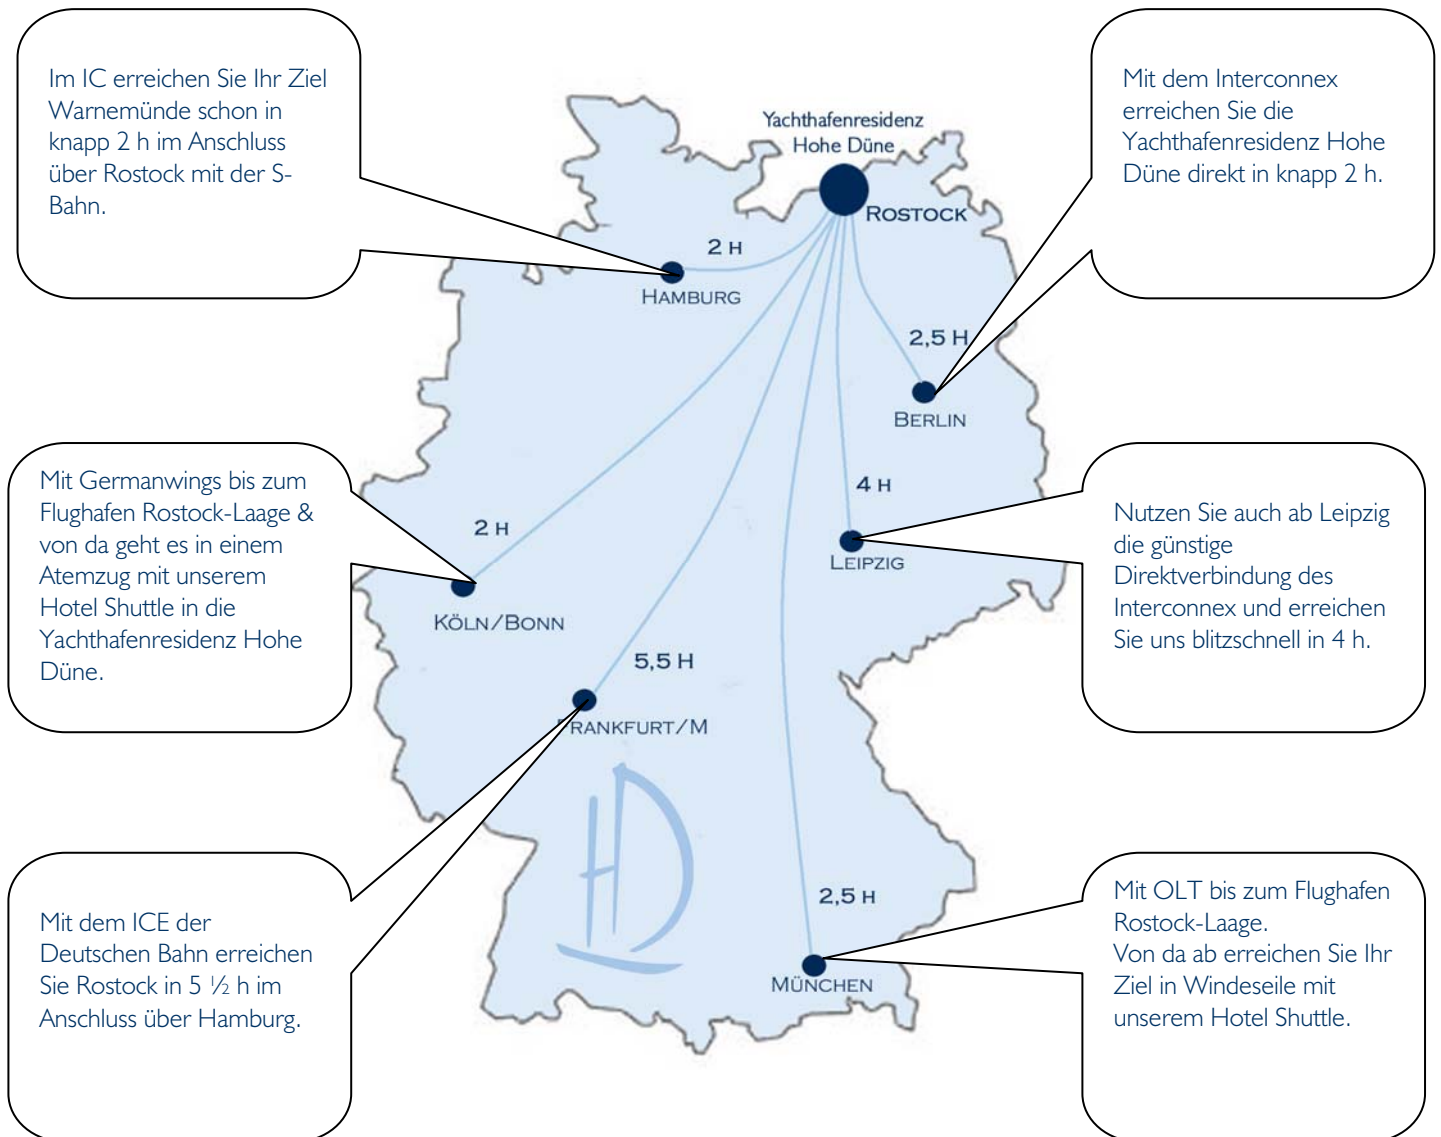 Im IC erreichen Sie Ihr Ziel
Warnemünde schon in
knapp 2 h im Anschluss
über Rostock mit der S-
Bahn.
Yachthafenresidenz
Hohe Düne
ROSTOCK
Mit dem Interconnex
erreichen Sie die
Yachthafenresidenz Hohe
Düne direkt in knapp 2 h.
2 H
HAMBURG
2,5 H
BERLIN
Mit Germanwings bis zum
Flughafen Rostock-Laage &
von da geht es in einem
Atemzug mit unserem
Hotel Shuttle in die
Yachthafenresidenz Hohe
Düne.
2 H
KÖLN/BONN
4 H
LEIPZIG
Nutzen Sie auch ab Leipzig
die günstige
Direktverbindung des
Interconnex und erreichen
Sie uns blitzschnell in 4 h.
5,5 H
FRANKFURT/M
HD
Mit dem ICE der
Deutschen Bahn erreichen
Sie Rostock in 5 ½ h im
Anschluss über Hamburg.
2,5 H
MÜNCHEN
Mit OLT bis zum Flughafen
Rostock-Laage.
Von da ab erreichen Sie Ihr
Ziel in Windeseile mit
unserem Hotel Shuttle.